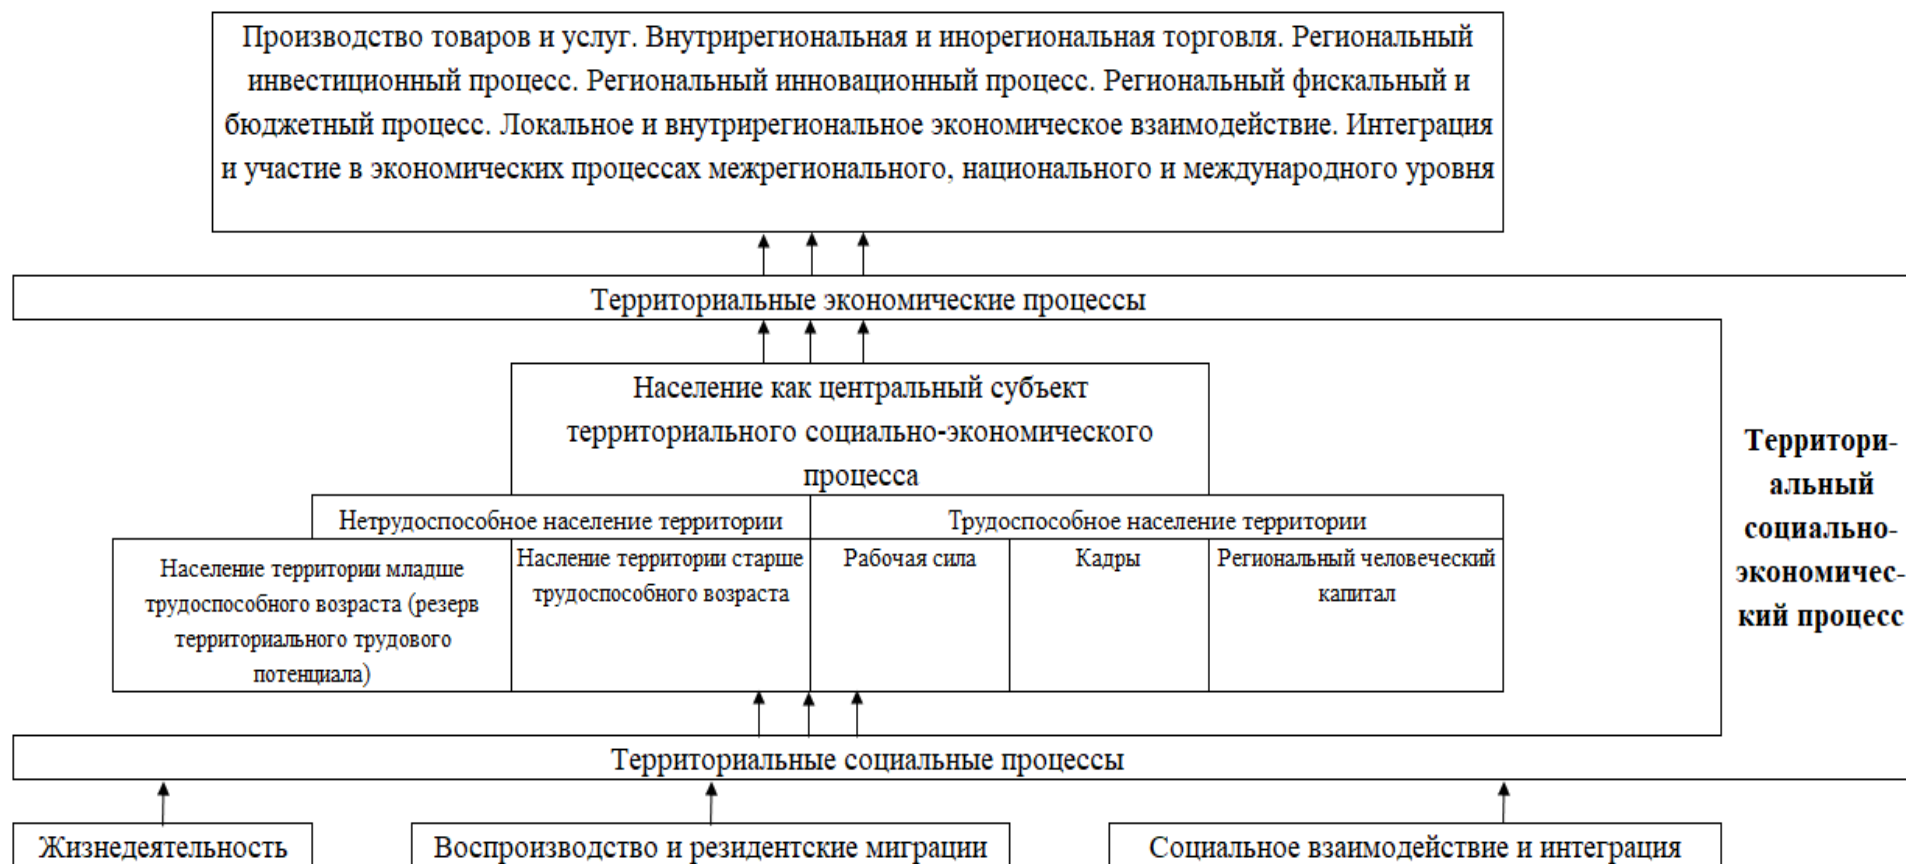 Производство товаров и услуг. Внутрирегиональная и инорегиональная торговля. Региональный
инвестиционный процесс. Региональный инновационный процесс. Региональный фискальный и
бюджетный процесс. Локальное и внутрирегиональное экономическое взаимодействие. Интеграция
и участие в экономических процессах межрегионального, национального и международного уровня
Территориальные экономические процессы
Население как центральный субъект
территориального социально-экономического
процесса
Нетрудоспособное население территории
Трудоспособное население территории
Население территории младше
трудоспособного возраста (резерв
территориального трудового
потенциала)
Насление территории старше
трудоспособного возраста
Рабочая сила
Кадры
Региональный человеческий
капитал
Территори-
альный
социально-
экономичес-
кий процесс
Территориальные социальные процессы
Жизнедеятельность
Воспроизводство и резидентские миграции
Социальное взаимодействие и интеграция